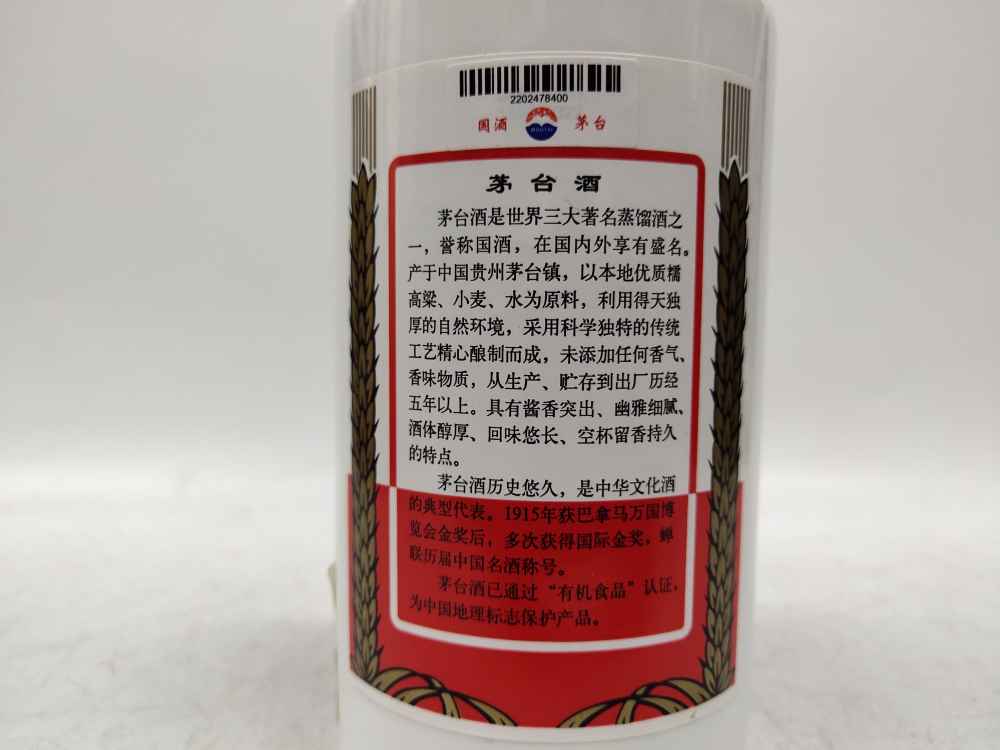 2202478400
国酒 MOUTAI 茅台
茅台酒
茅台酒是世界三大著名蒸馏酒之
一，誉称国酒，在国内外享有盛名。
产于中国贵州茅台镇，以本地优质糯
高粱、小麦、水为原料，利用得天独
厚的自然环境，采用科学独特的传统
工艺精心酿制而成，未添加任何香气、
香味物质，从生产、贮存到出厂历经
五年以上。具有酱香突出、幽雅细腻、
酒体醇厚、回味悠长、空杯留香持久
的特点。
茅台酒历史悠久，是中华文化酒
的典型代表。1915年获巴拿马万国博
览会金奖后，多次获得国际金奖，蝉
联历届中国名酒称号。
茅台酒已通过“有机食品”认证，
为中国地理标志保护产品。